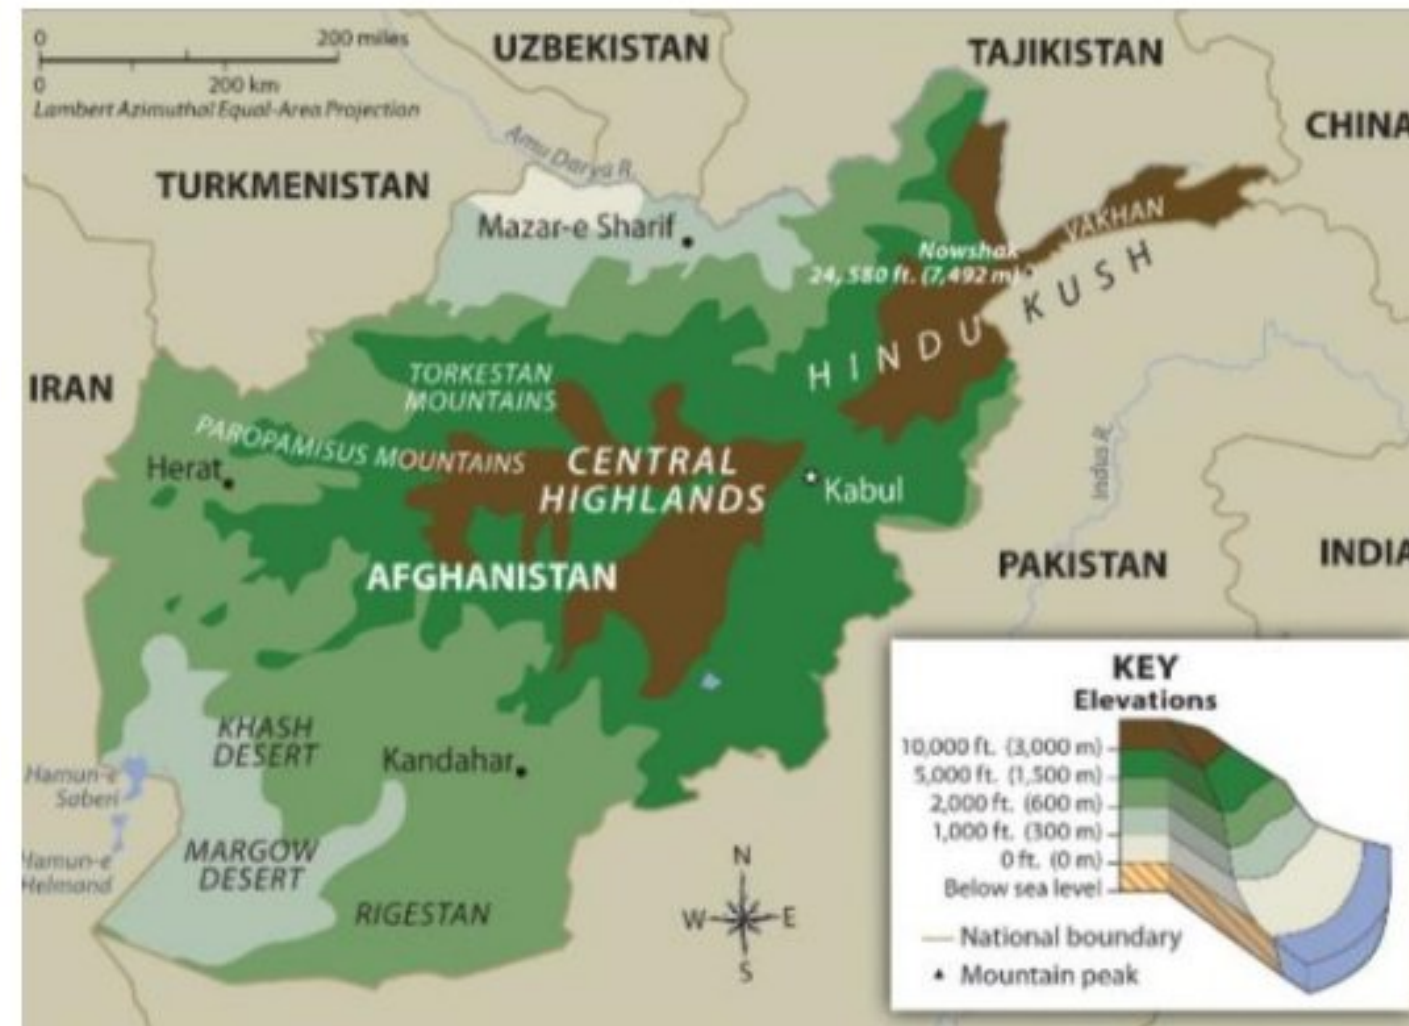 0 200 miles
0 200 km
Lambert Azimuthal Equal-Area Projection
UZBEKISTAN
TAJIKISTAN
CHINA
TURKMENISTAN
Amu Darya R.
Mazar-e Sharif
VAKHAN
Nowshak
24,580 ft. (7,492 m)
HINDU KUSH
IRAN
TORKESTAN
MOUNTAINS
PAROPAMISUS MOUNTAINS
Herat
CENTRAL
HIGHLANDS
Kabul
Indus R.
AFGHANISTAN
PAKISTAN
INDIA
KHASH
DESERT
Kandahar
Hamun-e
Saberi
MARGOW
DESERT
Hamun-e
Helmand
RIGESTAN
N
W E
S
KEY
Elevations
10,000 ft. (3,000 m)
5,000 ft. (1,500 m)
2,000 ft. (600 m)
1,000 ft. (300 m)
0 ft. (0 m)
Below sea level
National boundary
Mountain peak